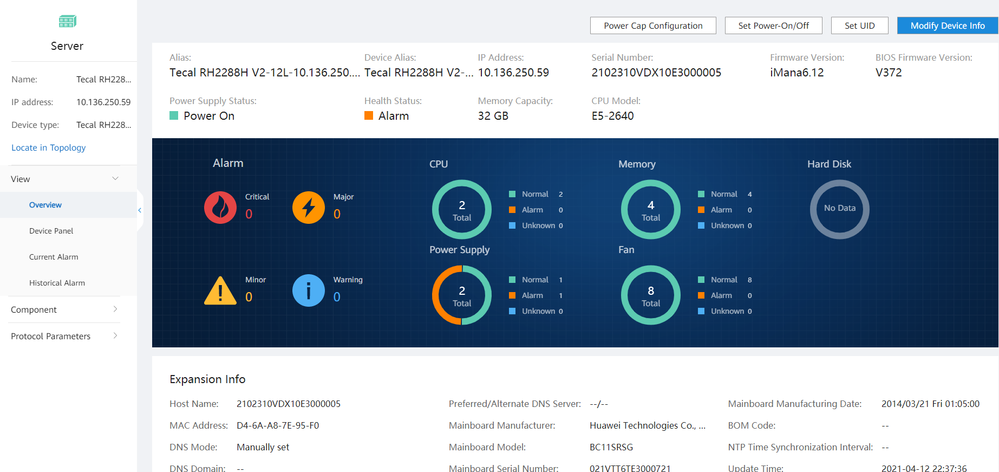 Server
Name: Tecal RH228...
IP address: 10.136.250.59
Device type: Tecal RH228...
Locate in Topology
View
Overview
Device Panel
Current Alarm
Historical Alarm
Component
Protocol Parameters
Power Cap Configuration
Set Power-On/Off
Set UID
Modify Device Info
Alias:
Tecal RH2288H V2-12L-10.136.250....
Device Alias:
Tecal RH2288H V2-...
IP Address:
10.136.250.59
Serial Number:
2102310VDX10E3000005
Firmware Version:
iMana6.12
BIOS Firmware Version:
V372
Power Supply Status:
Power On
Health Status:
Alarm
Memory Capacity:
32 GB
CPU Model:
E5-2640
Alarm
Critical
0
Major
0
Minor
0
Warning
0
CPU
2
Total
Normal 2
Alarm 0
Unknown 0
Memory
4
Total
Normal 4
Alarm 0
Unknown 0
Hard Disk
No Data
Power Supply
2
Total
Normal 1
Alarm 1
Unknown 0
Fan
8
Total
Normal 8
Alarm 0
Unknown 0
Expansion Info
Host Name: 2102310VDX10E3000005
Preferred/Alternate DNS Server: --/--
Mainboard Manufacturing Date: 2014/03/21 Fri 01:05:00
MAC Address: D4-6A-A8-7E-95-F0
Mainboard Manufacturer: Huawei Technologies Co., ...
BOM Code: --
DNS Mode: Manually set
Mainboard Model: BC11SRSG
NTP Time Synchronization Interval: --
DNS Domain: --
Mainboard Serial Number: 021VTT6TE3000721
Update Time: 2021-04-12 22:37:36